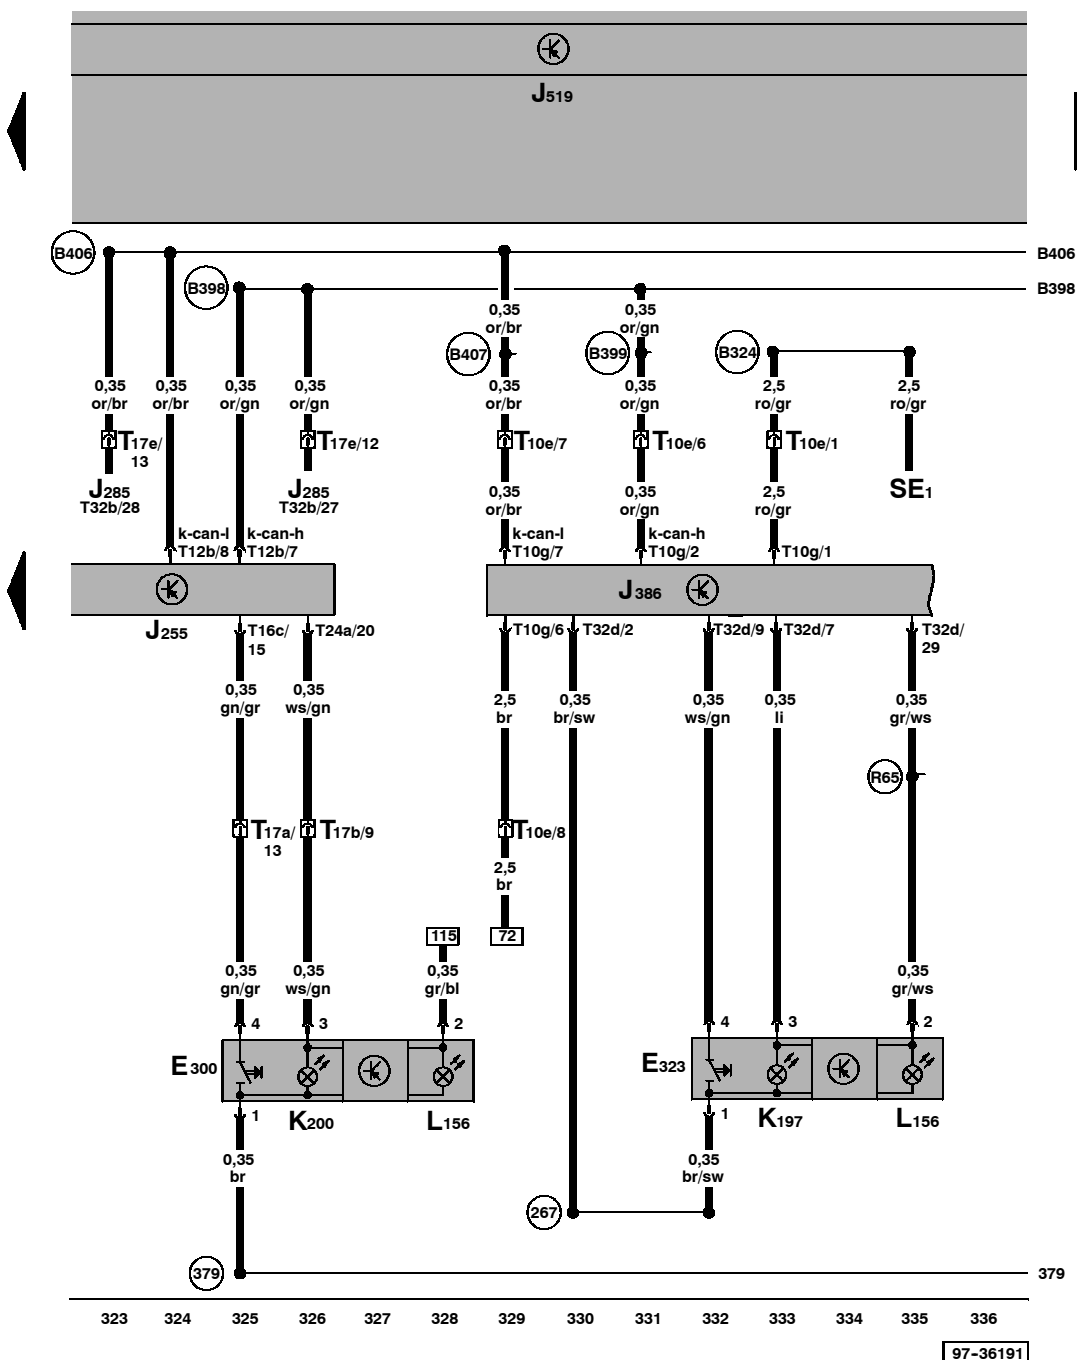 J519
B406 B406
B398 B398
0,35 0,35
or/br or/gn
B407 B399 B324
0,35 0,35 0,35 0,35 0,35 0,35 2,5 2,5
or/br or/br or/gn or/gn or/br or/gn ro/gr ro/gr
T17e/ T17e/12 T10e/7 T10e/6 T10e/1
13
J285 J285 SE1
T32b/28 T32b/27
0,35 0,35 2,5
or/br or/gn ro/gr
k-can-l k-can-h k-can-l k-can-h
T12b/8 T12b/7 T10g/7 T10g/2 T10g/1
J386
J255
T16c/ T24a/20 T10g/6 T32d/2 T32d/9 T32d/7 T32d/
15 29
0,35 0,35 2,5 0,35 0,35 0,35 0,35
gn/gr ws/gn br br/sw ws/gn li gr/ws
R65
T17a/ T17b/9 T10e/8
13
2,5
br
115 72
0,35 0,35 0,35 0,35
gn/gr ws/gn gr/bl gr/ws
4 3 2 4 3 2
E300 E323
1 1
K200 L156 K197 L156
0,35 0,35
br br/sw
267
379 379
323 324 325 326 327 328 329 330 331 332 333 334 335 336
97-36191